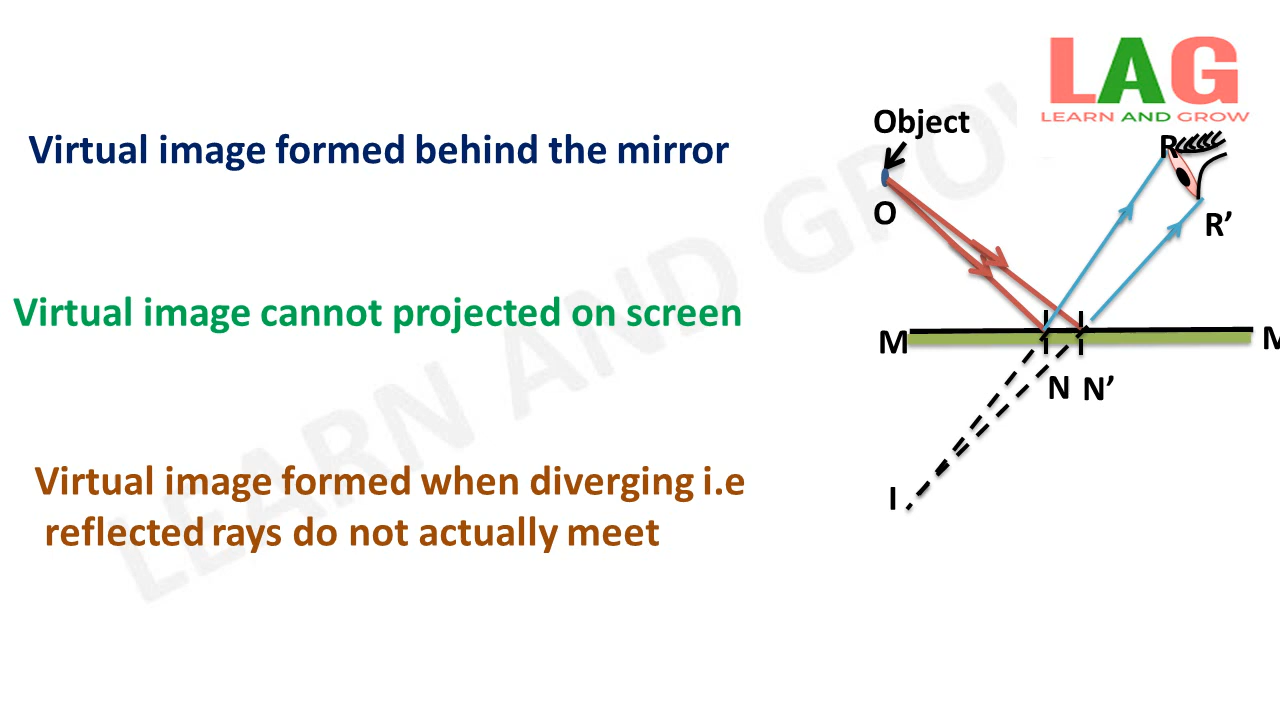 LAG
LEARN AND GROW
Object
R
Virtual image formed behind the mirror
O
R’
Virtual image cannot projected on screen
M
M
N N’
Virtual image formed when diverging i.e
reflected rays do not actually meet
I
LEARN AND GROW